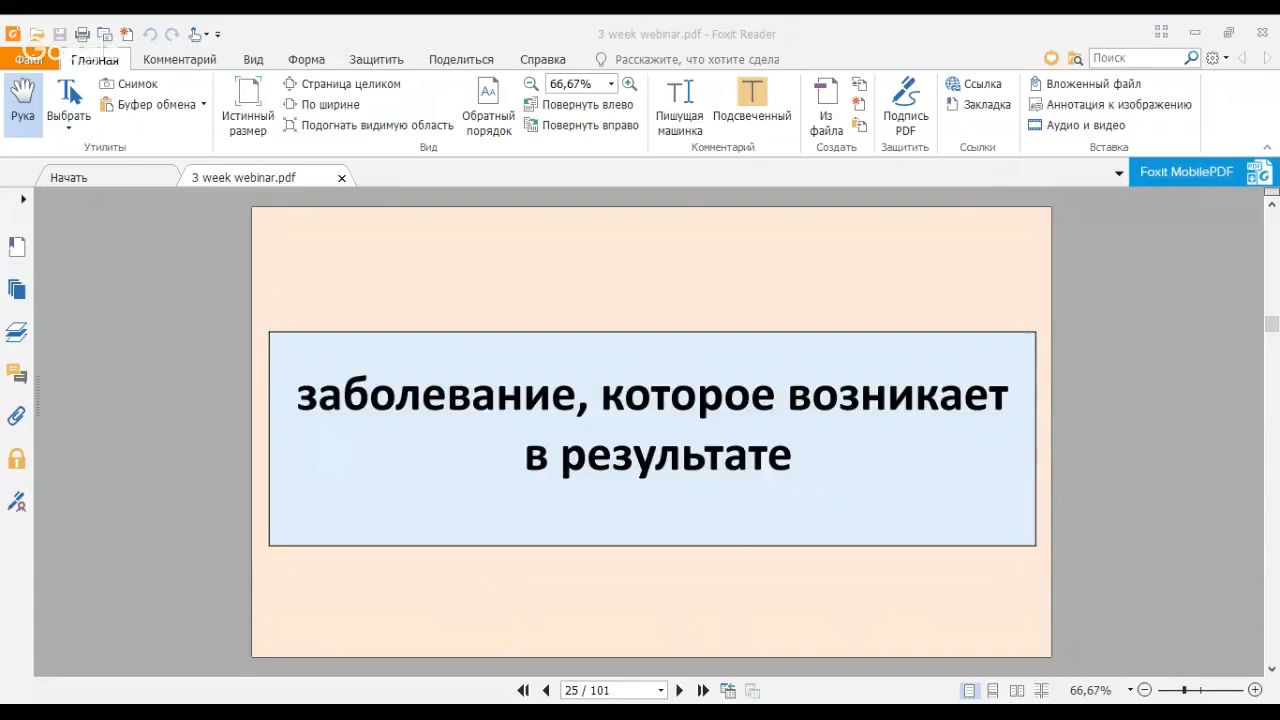 3 week webinar.pdf - Foxit Reader
Файл Главная Комментарий Вид Форма Защитить Поделиться Справка Расскажите, что хотите сделать Поиск
Рука
Выбрать
Снимок
Буфер обмена
Утилиты
Истинный размер
Страница целиком
По ширине
Подогнать видимую область
Обратный порядок
66,67%
Повернуть влево
Повернуть вправо
Вид
Пишущая машинка
Подсвеченный
Комментарий
Из файла
Создать
Подпись PDF
Защитить
Ссылка
Закладка
Ссылки
Вложенный файл
Аннотация к изображению
Аудио и видео
Вставка
Начать 3 week webinar.pdf Foxit MobilePDF
заболевание, которое возникает
в результате
25 / 101 66,67%